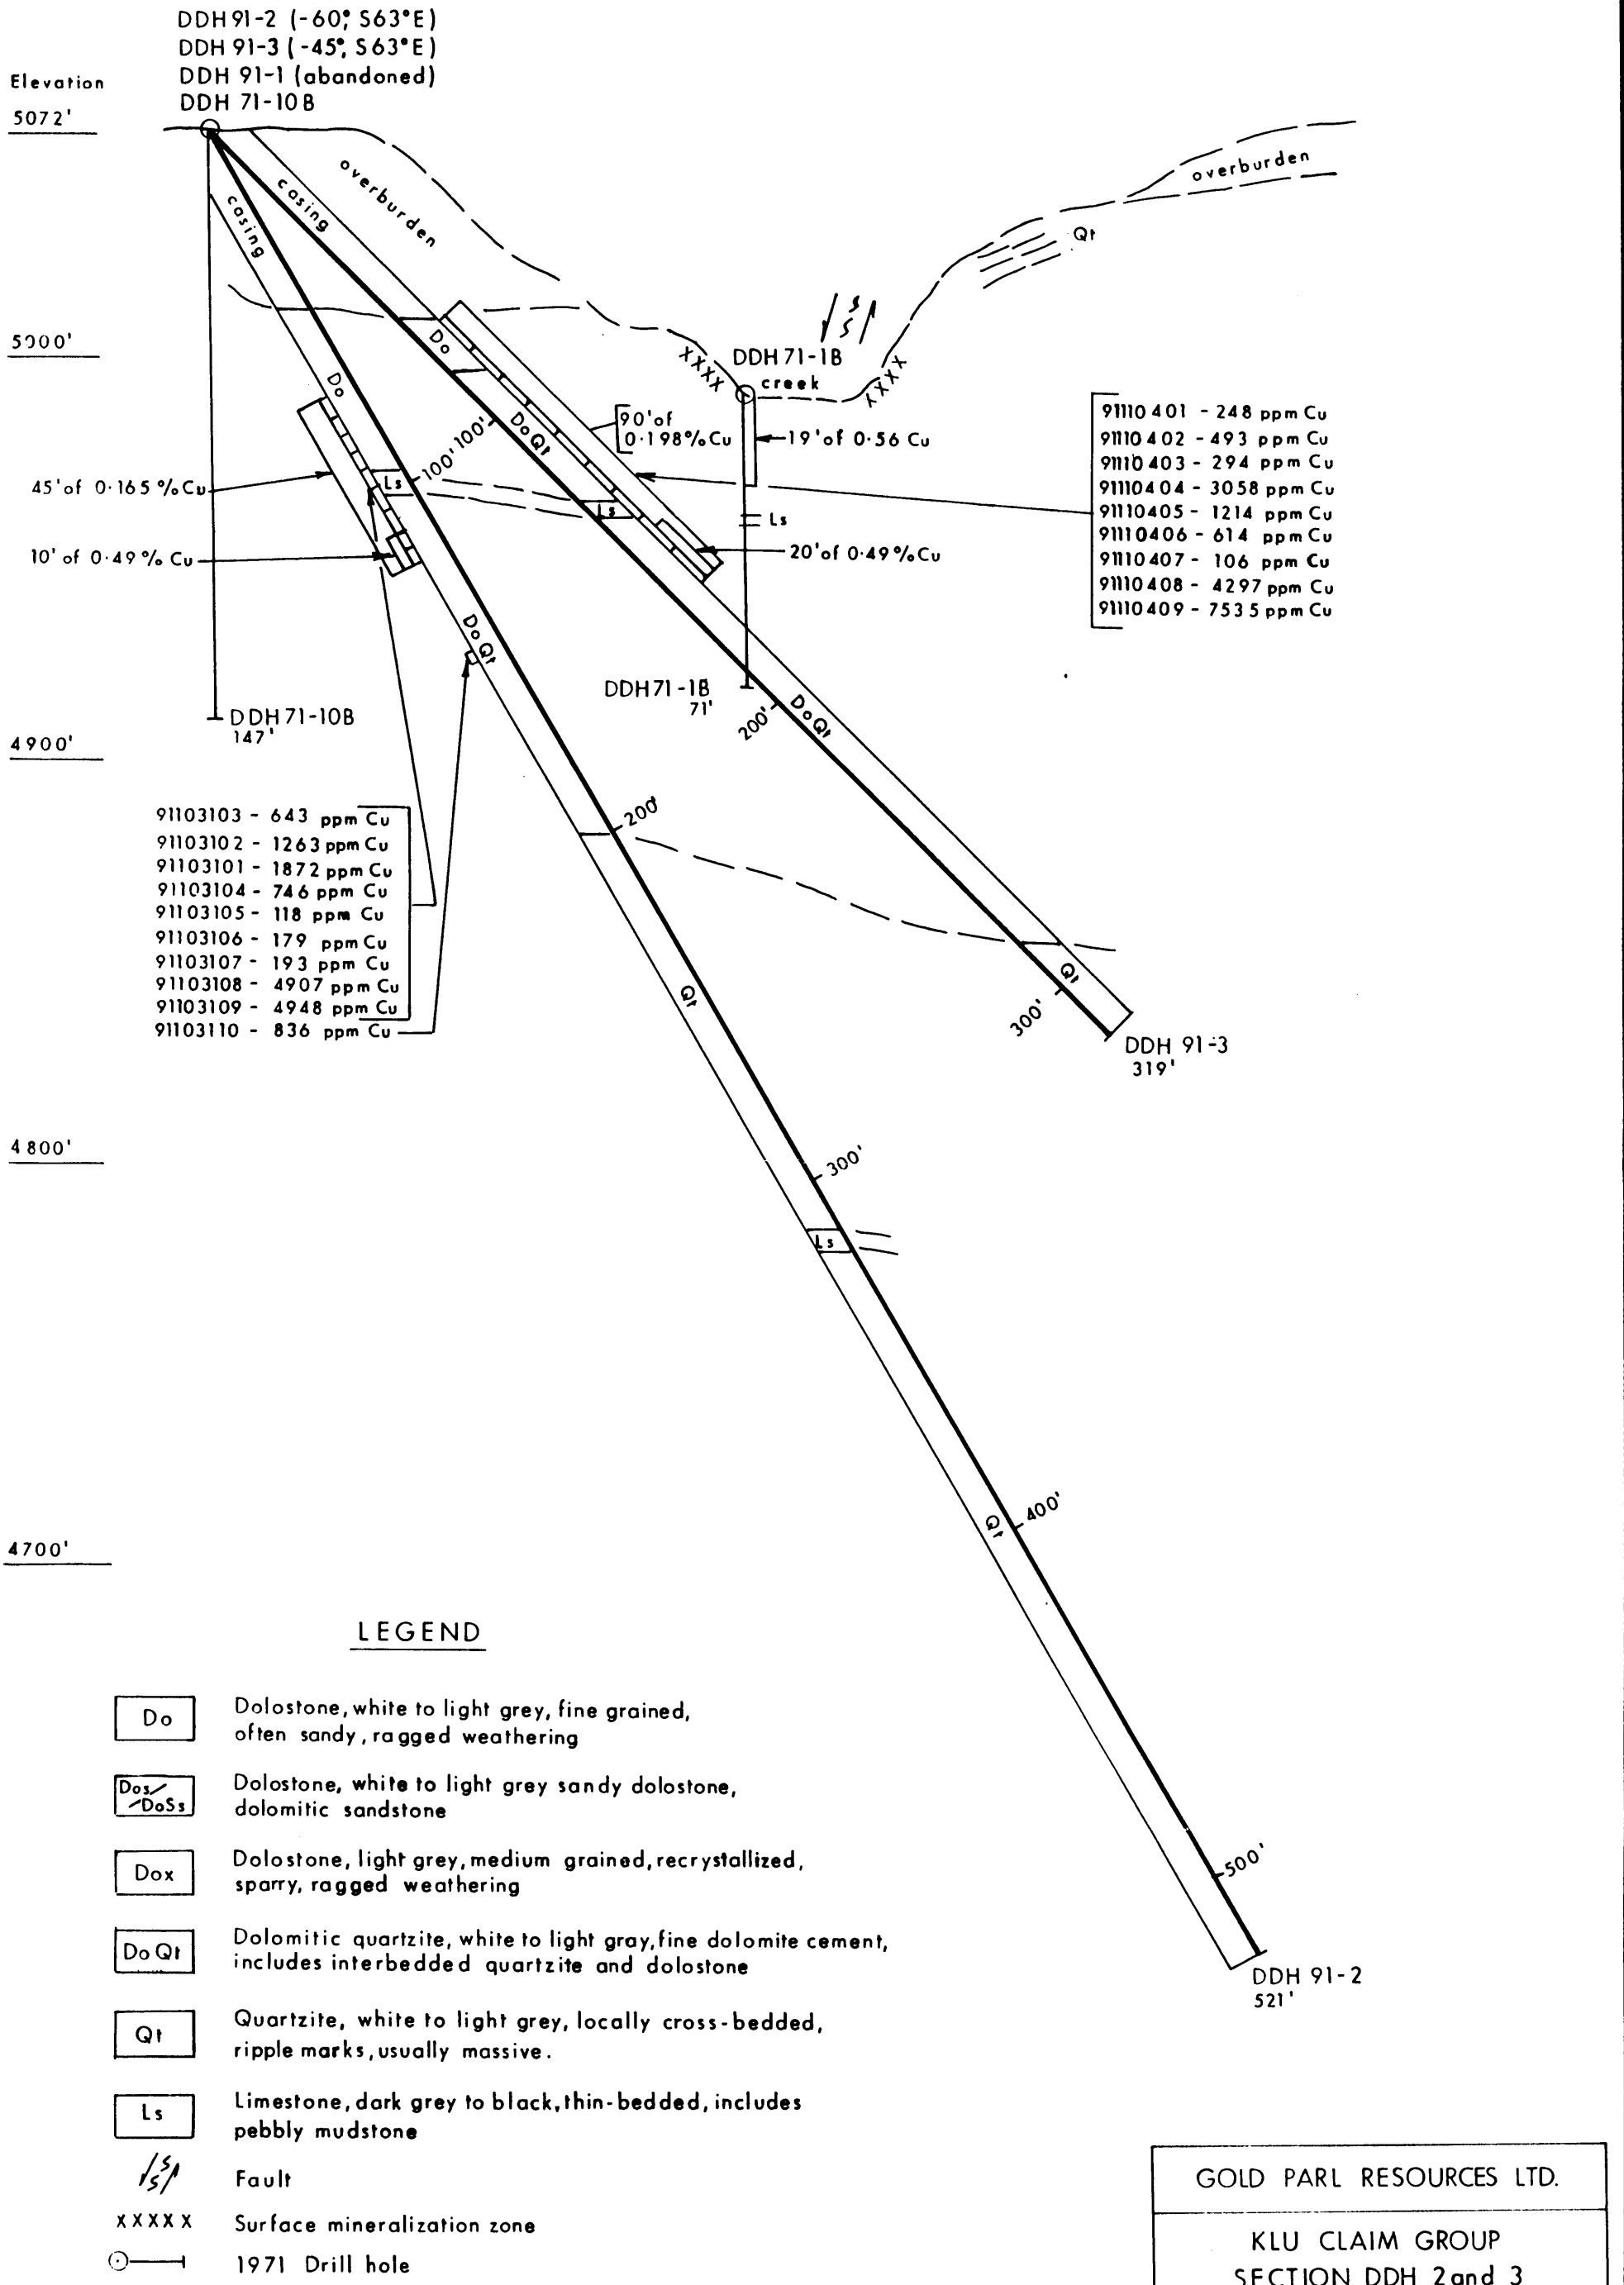 DDH 91-2 (-60°, S63°E)
DDH 91-3 (-45°, S63°E)
DDH 91-1 (abandoned)
DDH 71-10B
Elevation
5072'
overburden
casing
casing
overburden
Qt
5000'
Do
Do
DDH 71-1B
creek
90' of
0.198% Cu
19' of 0.56 Cu
DoQt
100'
100'
Ls
Ls
Ls
45' of 0.165 % Cu
10' of 0.49 % Cu
20' of 0.49% Cu
91110401 - 248 ppm Cu
91110402 - 493 ppm Cu
91110403 - 294 ppm Cu
91110404 - 3058 ppm Cu
91110405 - 1214 ppm Cu
91110406 - 614 ppm Cu
91110407 - 106 ppm Cu
91110408 - 4297 ppm Cu
91110409 - 7535 ppm Cu
DoQt
DDH 71-1B
71'
200'
DoQt
DDH 71-10B
147'
4900'
200'
91103103 - 643 ppm Cu
91103102 - 1263 ppm Cu
91103101 - 1872 ppm Cu
91103104 - 746 ppm Cu
91103105 - 118 ppm Cu
91103106 - 179 ppm Cu
91103107 - 193 ppm Cu
91103108 - 4907 ppm Cu
91103109 - 4948 ppm Cu
91103110 - 836 ppm Cu
Qt
Qt
300'
DDH 91-3
319'
4800'
300'
Ls
400'
Qt
4700'
500'
DDH 91-2
521'
LEGEND
Do
Dolostone, white to light grey, fine grained,
often sandy, ragged weathering
Dos/
/DoSs
Dolostone, white to light grey sandy dolostone,
dolomitic sandstone
Dox
Dolostone, light grey, medium grained, recrystallized,
sparry, ragged weathering
DoQt
Dolomitic quartzite, white to light gray, fine dolomite cement,
includes interbedded quartzite and dolostone
Qt
Quartzite, white to light grey, locally cross-bedded,
ripple marks, usually massive.
Ls
Limestone, dark grey to black, thin-bedded, includes
pebbly mudstone
Fault
XXXXX Surface mineralization zone
1971 Drill hole
GOLD PARL RESOURCES LTD.
KLU CLAIM GROUP
SECTION DDH 2 and 3